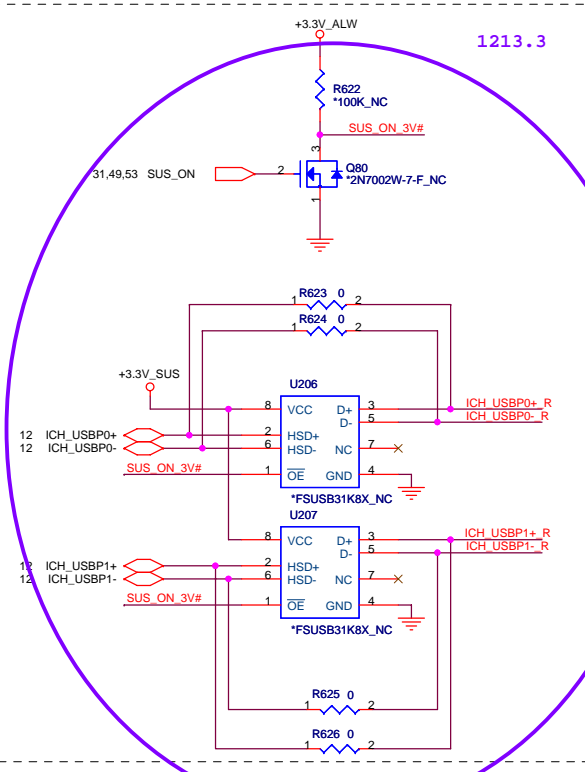 +3.3V_ALW
1213.3
R622
*100K_NC
SUS_ON_3V#
3
Q80
*2N7002W-7-F_NC
31,49,53 SUS_ON
2
1
R623 0
1 2
R624 0
1 2
+3.3V_SUS
U206
8 VCC D+ 3 ICH_USBP0+_R
D- 5 ICH_USBP0-_R
12 ICH_USBP0+ 2 HSD+
12 ICH_USBP0- 6 HSD- NC 7
SUS_ON_3V# 1 OE GND 4
*FSUSB31K8X_NC
U207
8 VCC D+ 3 ICH_USBP1+_R
D- 5 ICH_USBP1-_R
12 ICH_USBP1+ 2 HSD+
12 ICH_USBP1- 6 HSD- NC 7
SUS_ON_3V# 1 OE GND 4
*FSUSB31K8X_NC
R625 0
1 2
R626 0
1 2